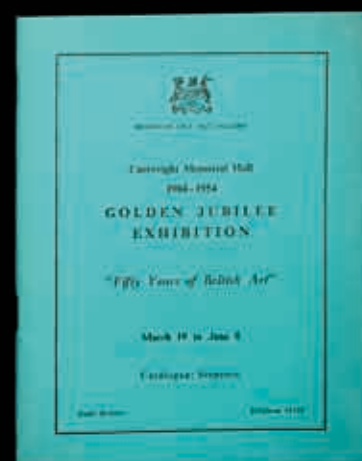 Cartwright Memorial Hall
1904–1954
GOLDEN JUBILEE
EXHIBITION
"Fifty Years of British Art"
March 19 to June 8
Catalogue: Sixpence